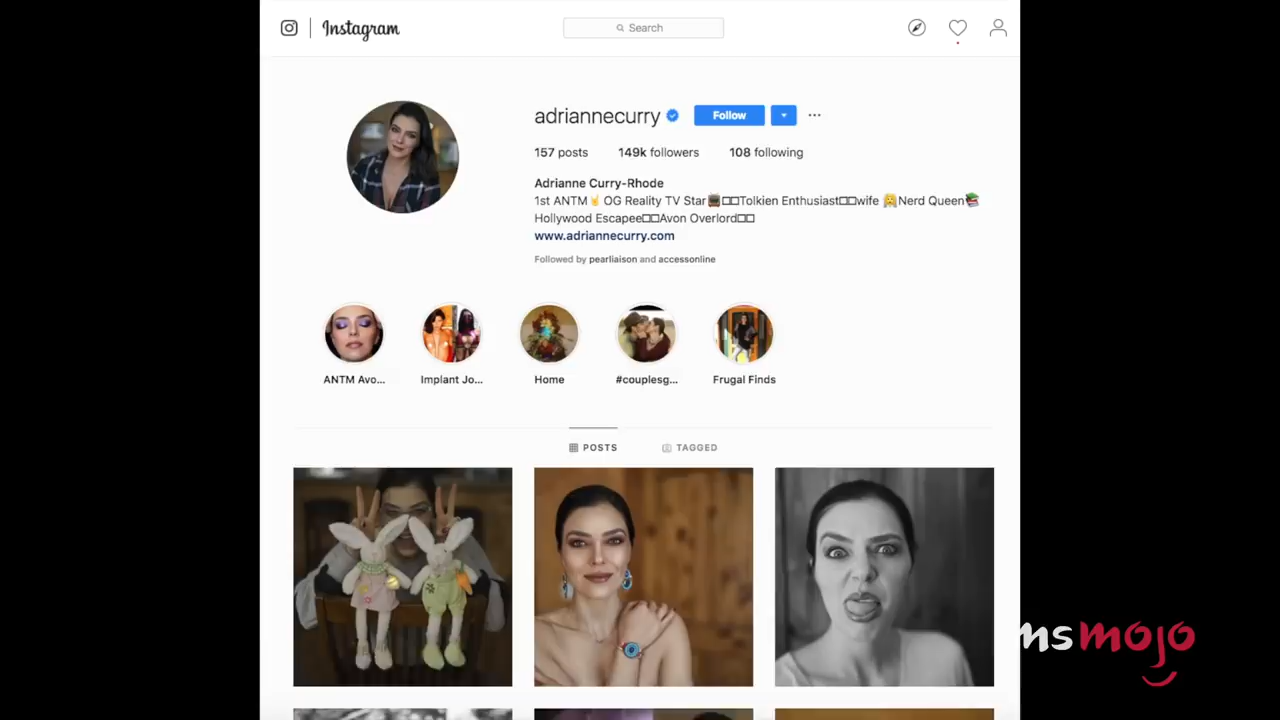 Instagram
Search
adriannecurry Follow
157 posts 149k followers 108 following
Adrianne Curry-Rhode
1st ANTM🤘 OG Reality TV Star📺□□Tolkien Enthusiast□□wife 👰Nerd Queen📚
Hollywood Escapee□□Avon Overlord□□
www.adriannecurry.com
Followed by pearliaison and accessonline
ANTM Avo... Implant Jo... Home #couplesg... Frugal Finds
POSTS TAGGED
msmojo